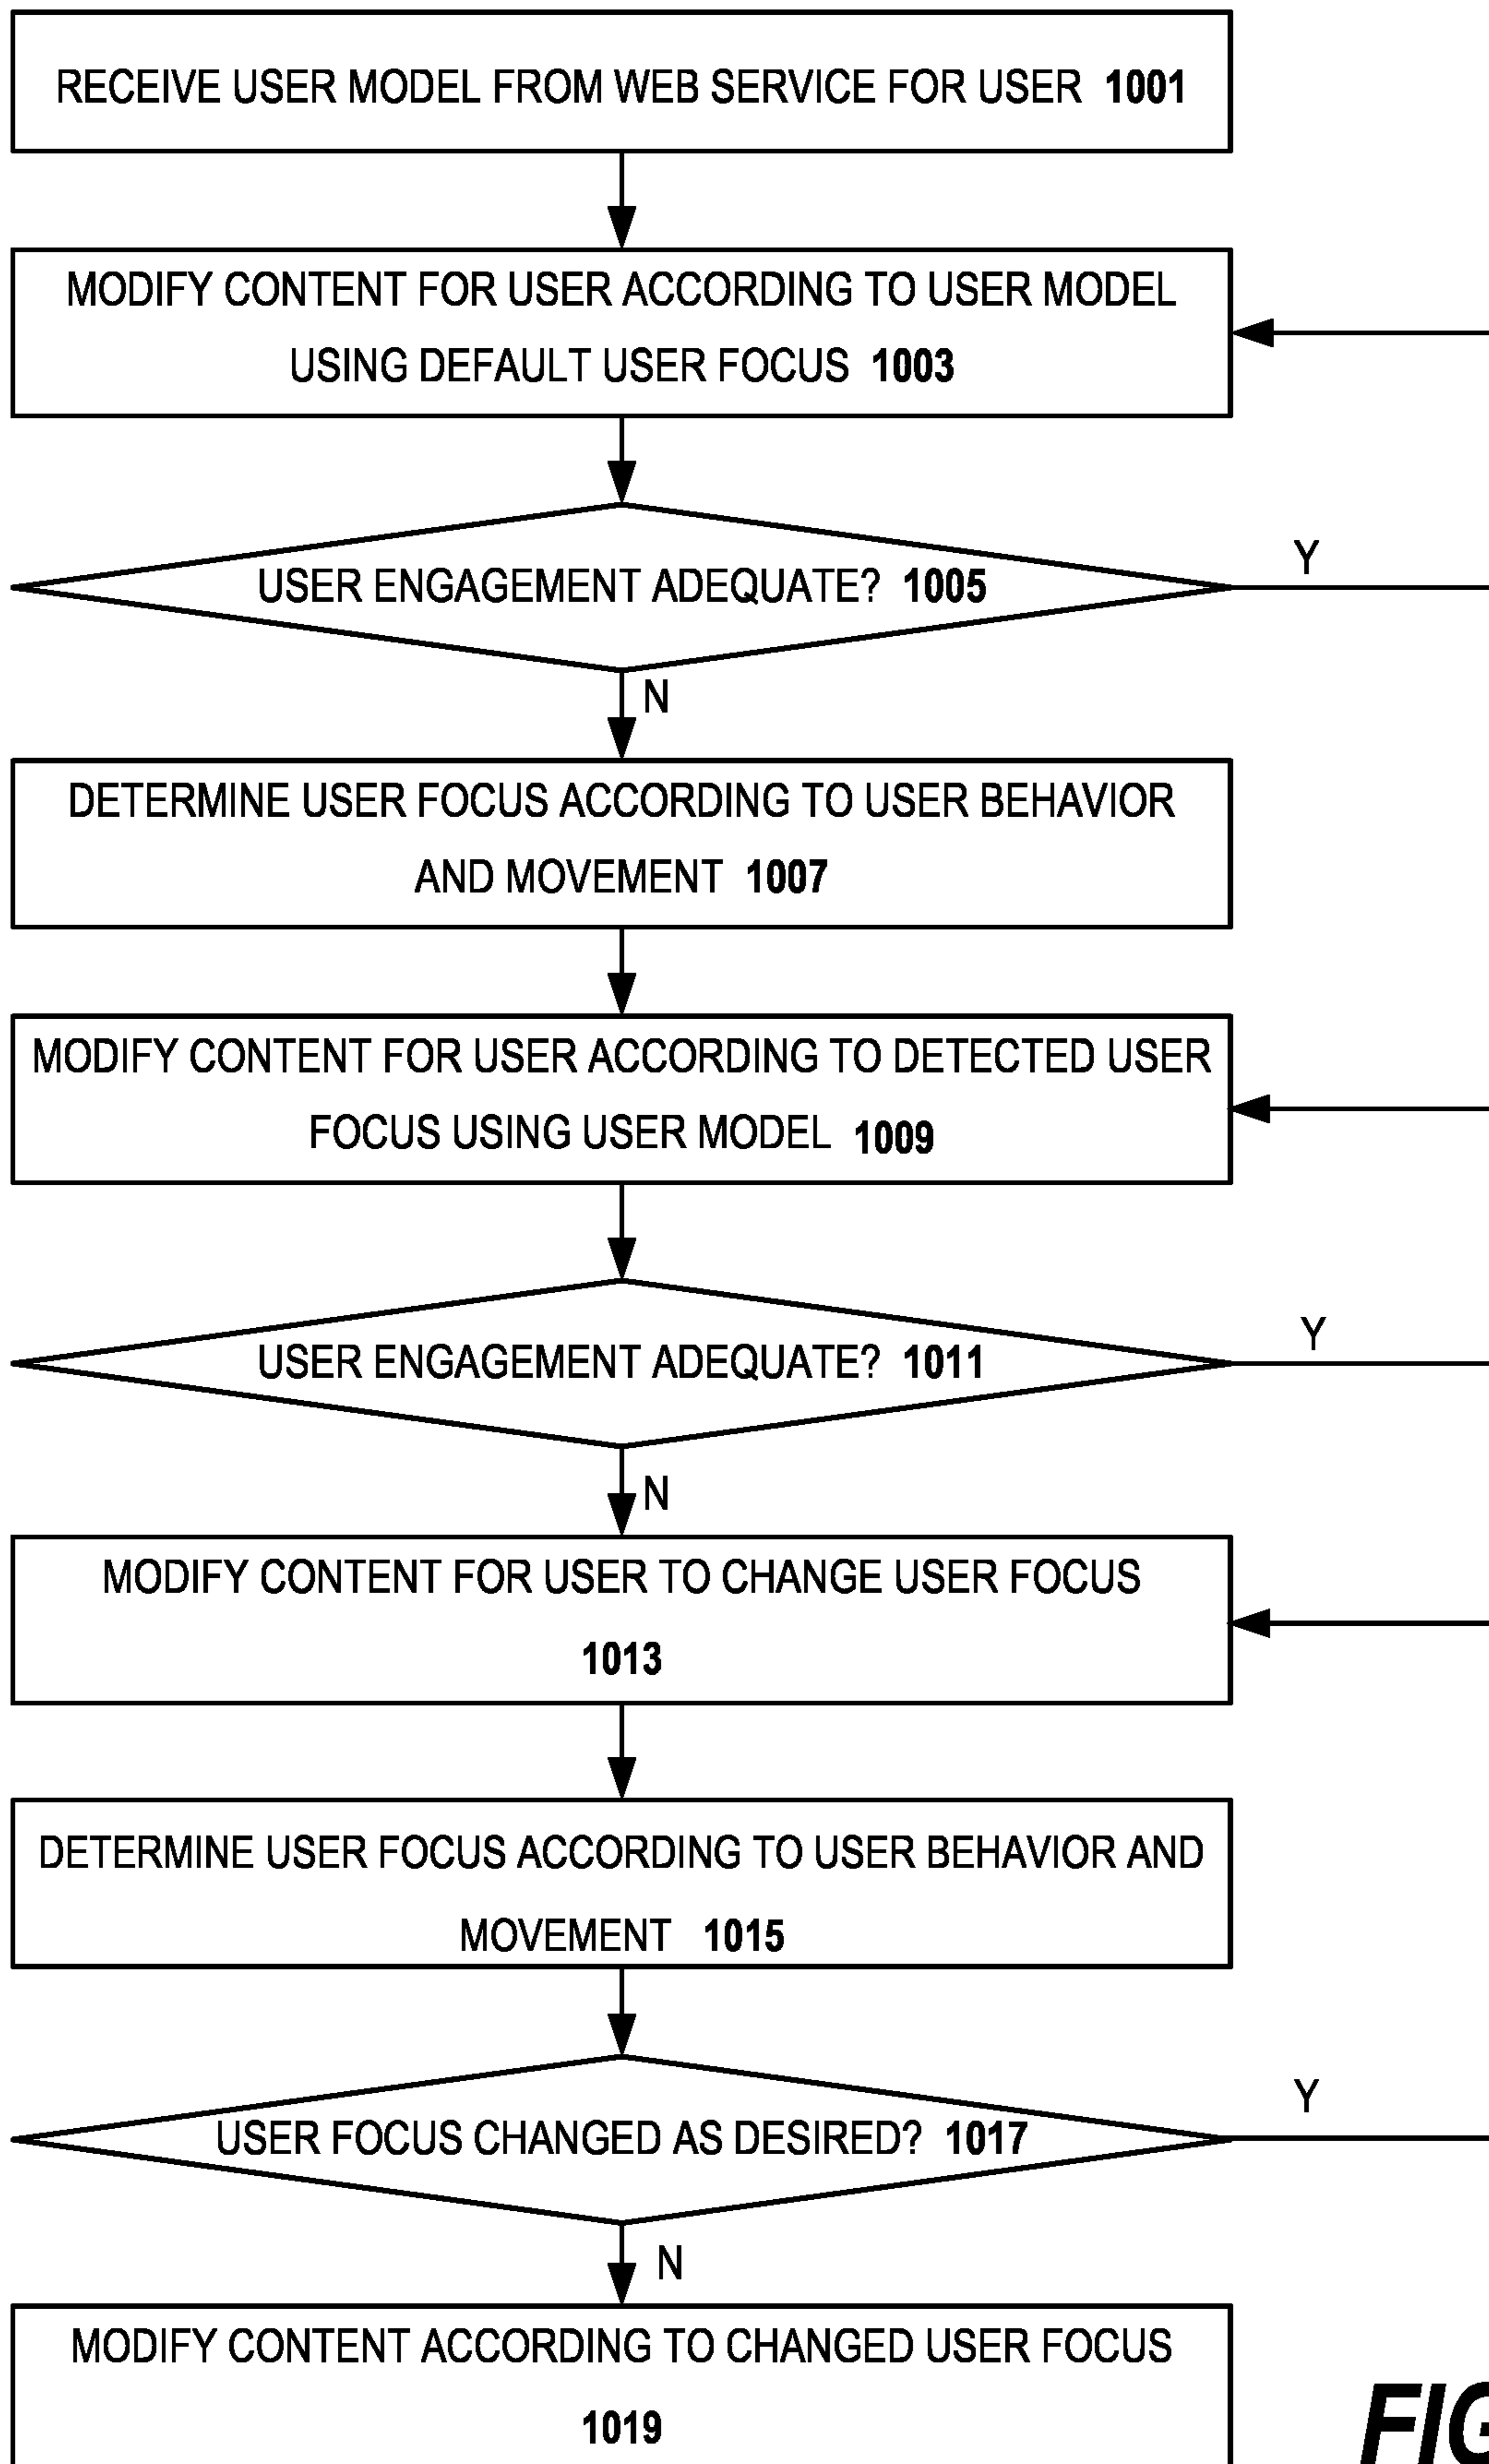 RECEIVE USER MODEL FROM WEB SERVICE FOR USER 1001
MODIFY CONTENT FOR USER ACCORDING TO USER MODEL
USING DEFAULT USER FOCUS 1003
USER ENGAGEMENT ADEQUATE? 1005
Y
N
DETERMINE USER FOCUS ACCORDING TO USER BEHAVIOR
AND MOVEMENT 1007
MODIFY CONTENT FOR USER ACCORDING TO DETECTED USER
FOCUS USING USER MODEL 1009
USER ENGAGEMENT ADEQUATE? 1011
Y
N
MODIFY CONTENT FOR USER TO CHANGE USER FOCUS
1013
DETERMINE USER FOCUS ACCORDING TO USER BEHAVIOR AND
MOVEMENT 1015
USER FOCUS CHANGED AS DESIRED? 1017
Y
N
MODIFY CONTENT ACCORDING TO CHANGED USER FOCUS
1019
FIG